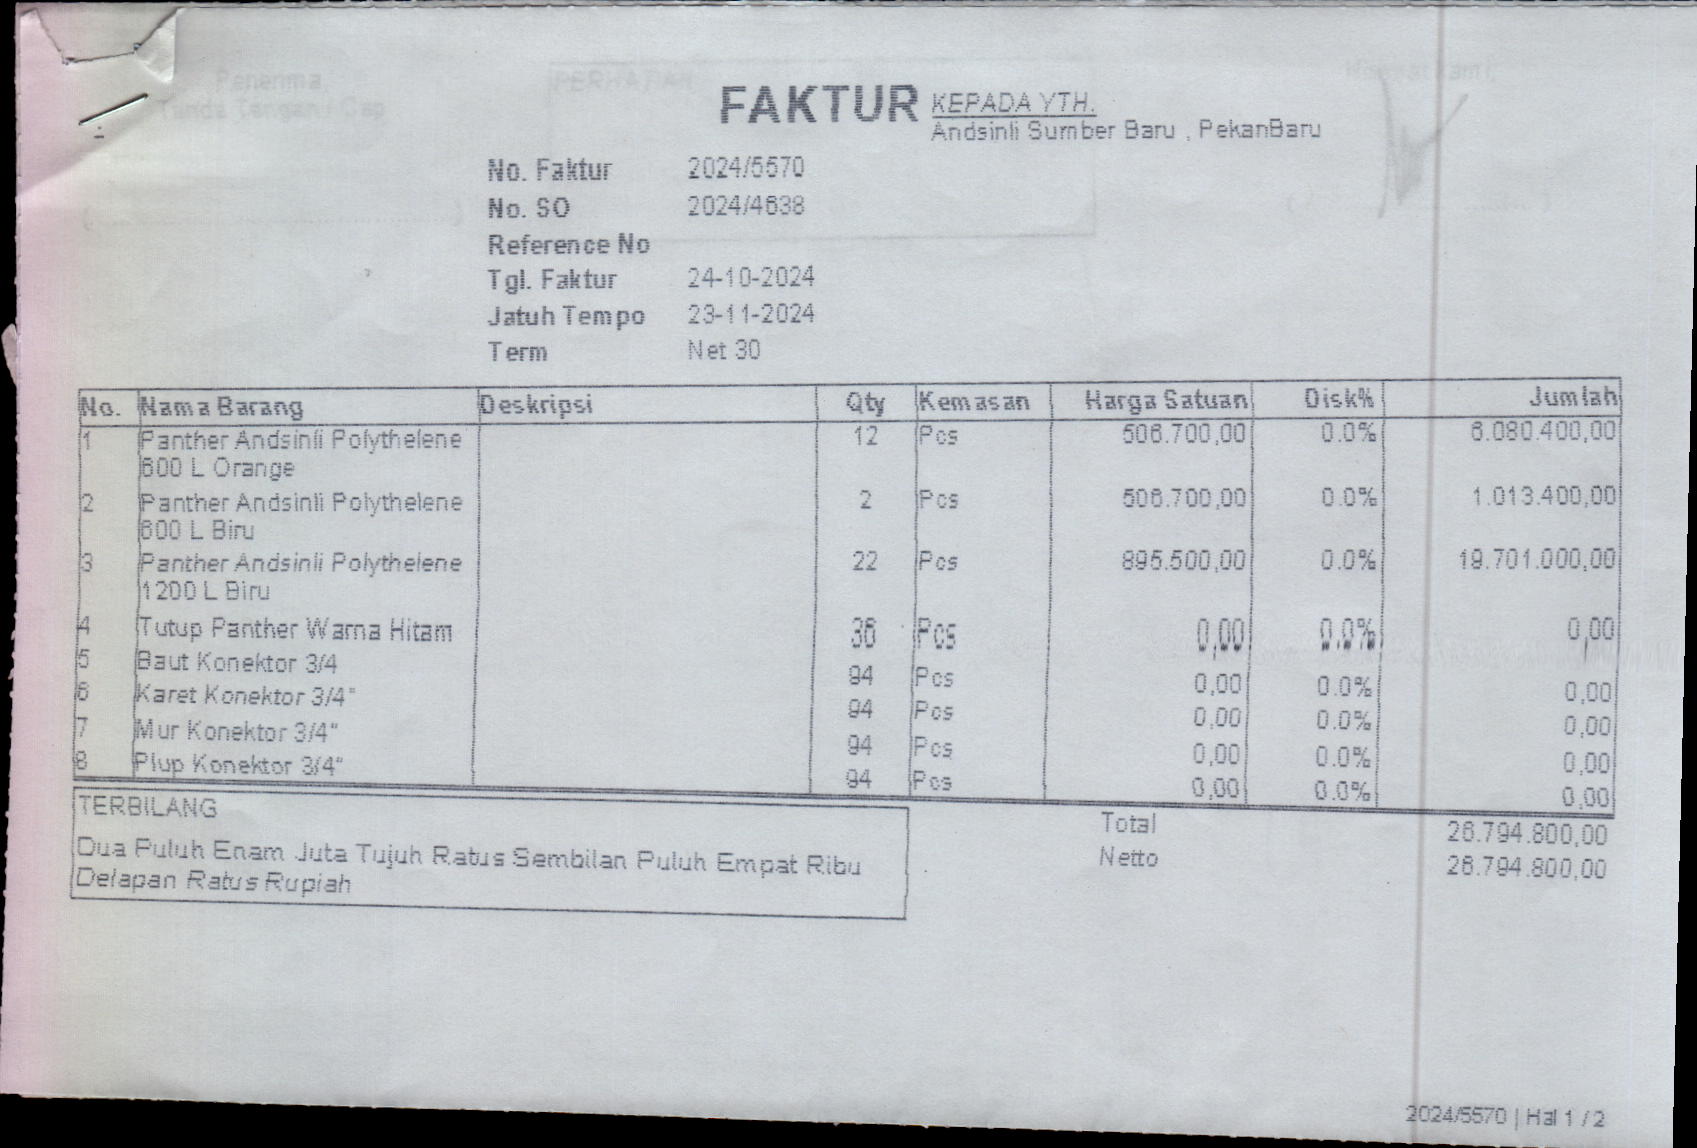 Penerima,
Tanda Tangan / Cap
PERHATIAN
FAKTUR
KEPADA YTH.
Andsinli Sumber Baru , PekanBaru
No. Faktur 2024/5570
No. SO 2024/4638
Reference No
Tgl. Faktur 24-10-2024
Jatuh Tempo 23-11-2024
Term Net 30
No. Nama Barang Deskripsi Qty Kemasan Harga Satuan Disk% Jumlah
1 Panther Andsinli Polythelene 12 Pcs 506.700,00 0.0% 6.080.400,00
600 L Orange
2 Panther Andsinli Polythelene 2 Pcs 506.700,00 0.0% 1.013.400,00
600 L Biru
3 Panther Andsinli Polythelene 22 Pcs 895.500,00 0.0% 19.701.000,00
1200 L Biru
4 Tutup Panther Warna Hitam 36 Pcs 0,00 0.0% 0,00
5 Baut Konektor 3/4 94 Pcs 0,00 0.0% 0,00
6 Karet Konektor 3/4" 94 Pcs 0,00 0.0% 0,00
7 Mur Konektor 3/4" 94 Pcs 0,00 0.0% 0,00
8 Plup Konektor 3/4" 94 Pcs 0,00 0.0% 0,00
TERBILANG
Dua Puluh Enam Juta Tujuh Ratus Sembilan Puluh Empat Ribu
Delapan Ratus Rupiah
Total 26.794.800,00
Netto 26.794.800,00
2024/5570 | Hal 1 / 2